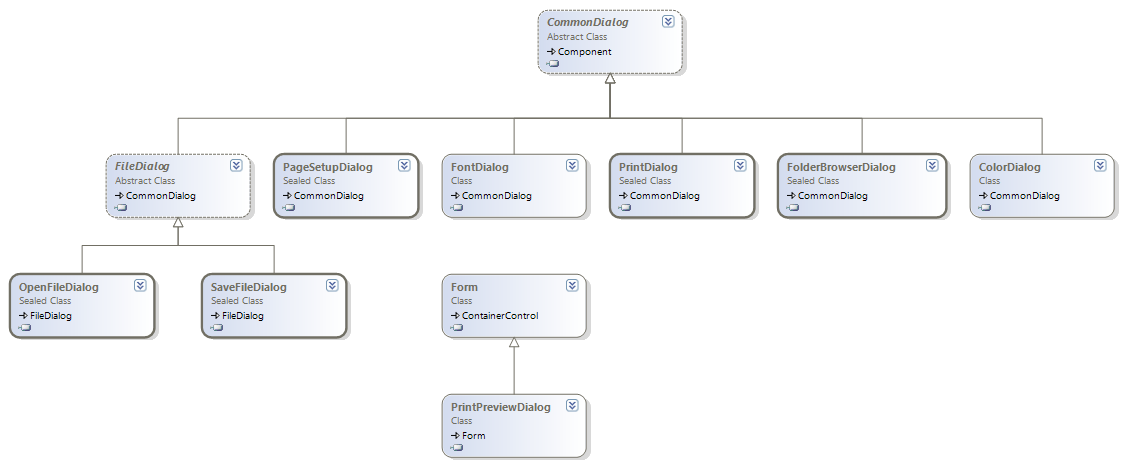 CommonDialog
Abstract Class
Component
FileDialog
Abstract Class
CommonDialog
PageSetupDialog
Sealed Class
CommonDialog
FontDialog
Class
CommonDialog
PrintDialog
Sealed Class
CommonDialog
FolderBrowserDialog
Sealed Class
CommonDialog
ColorDialog
Class
CommonDialog
OpenFileDialog
Sealed Class
FileDialog
SaveFileDialog
Sealed Class
FileDialog
Form
Class
ContainerControl
PrintPreviewDialog
Class
Form